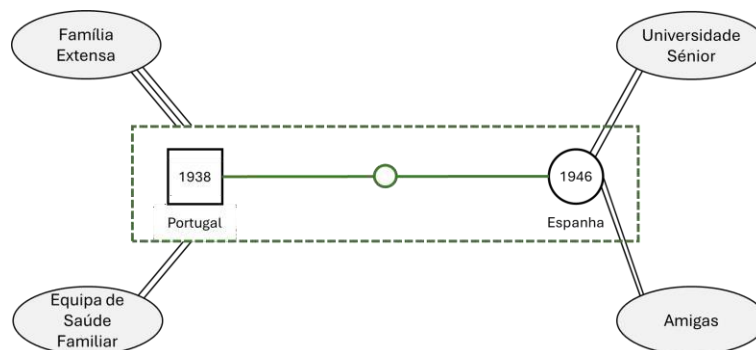 Família
Extensa
Universidade
Sénior
1938
1946
Portugal
Espanha
Equipa de
Saúde
Familiar
Amigas